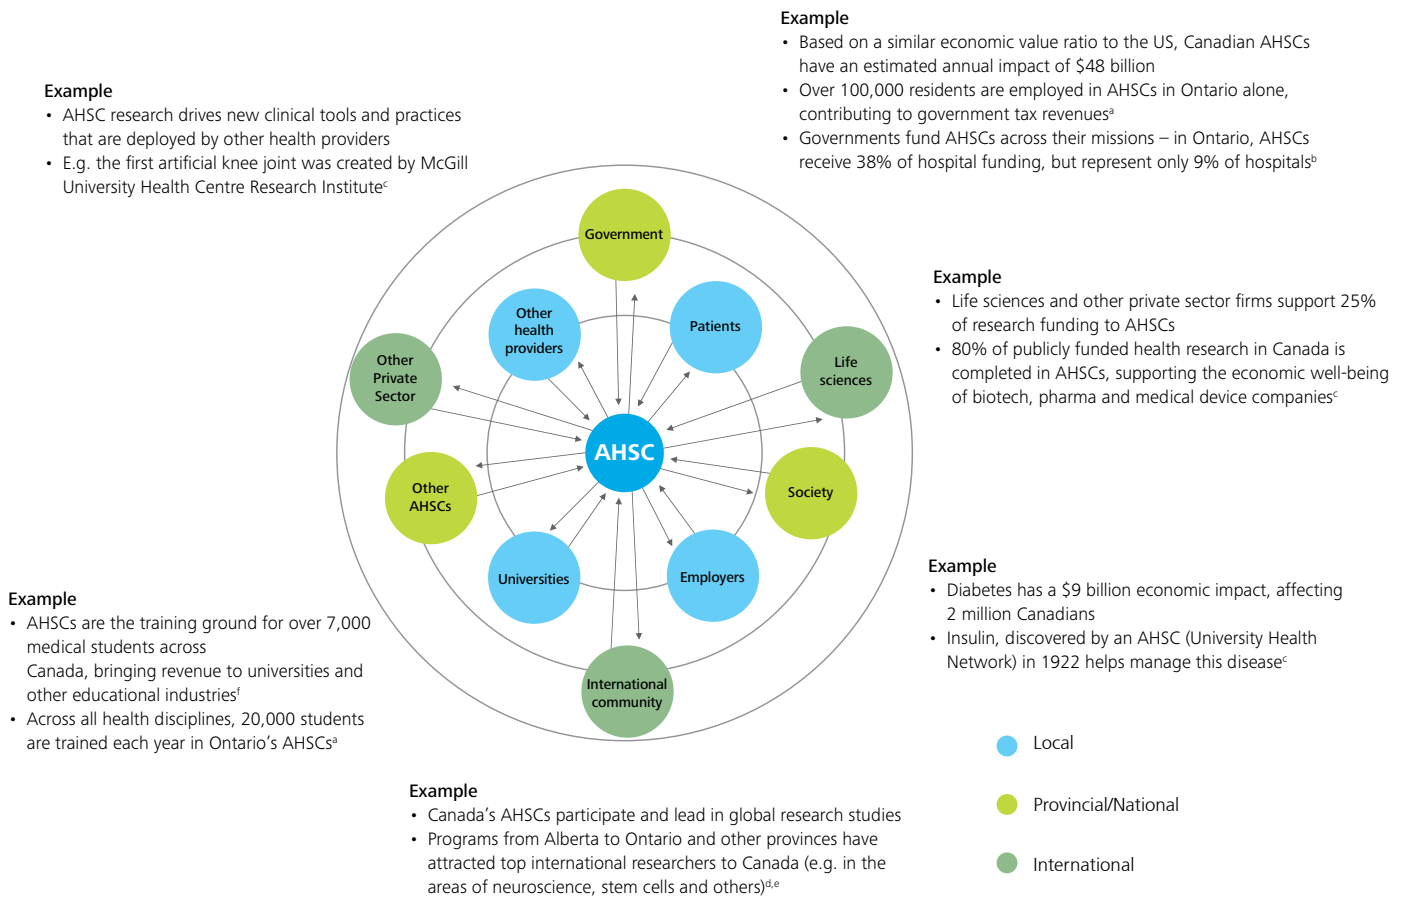 Example
• Based on a similar economic value ratio to the US, Canadian AHSCs
have an estimated annual impact of $48 billion
• Over 100,000 residents are employed in AHSCs in Ontario alone,
contributing to government tax revenuesᵃ
• Governments fund AHSCs across their missions – in Ontario, AHSCs
receive 38% of hospital funding, but represent only 9% of hospitalsᵇ
Example
• AHSC research drives new clinical tools and practices
that are deployed by other health providers
• E.g. the first artificial knee joint was created by McGill
University Health Centre Research Instituteᶜ
Government
Other
health
providers
Patients
Other
Private
Sector
Life
sciences
AHSC
Other
AHSCs
Society
Universities
Employers
International
community
Example
• Life sciences and other private sector firms support 25%
of research funding to AHSCs
• 80% of publicly funded health research in Canada is
completed in AHSCs, supporting the economic well-being
of biotech, pharma and medical device companiesᶜ
Example
• Diabetes has a $9 billion economic impact, affecting
2 million Canadians
• Insulin, discovered by an AHSC (University Health
Network) in 1922 helps manage this diseaseᶜ
Example
• AHSCs are the training ground for over 7,000
medical students across
Canada, bringing revenue to universities and
other educational industriesᶠ
• Across all health disciplines, 20,000 students
are trained each year in Ontario’s AHSCsᵃ
Example
• Canada’s AHSCs participate and lead in global research studies
• Programs from Alberta to Ontario and other provinces have
attracted top international researchers to Canada (e.g. in the
areas of neuroscience, stem cells and others)ᵈ,ᵉ
Local
Provincial/National
International